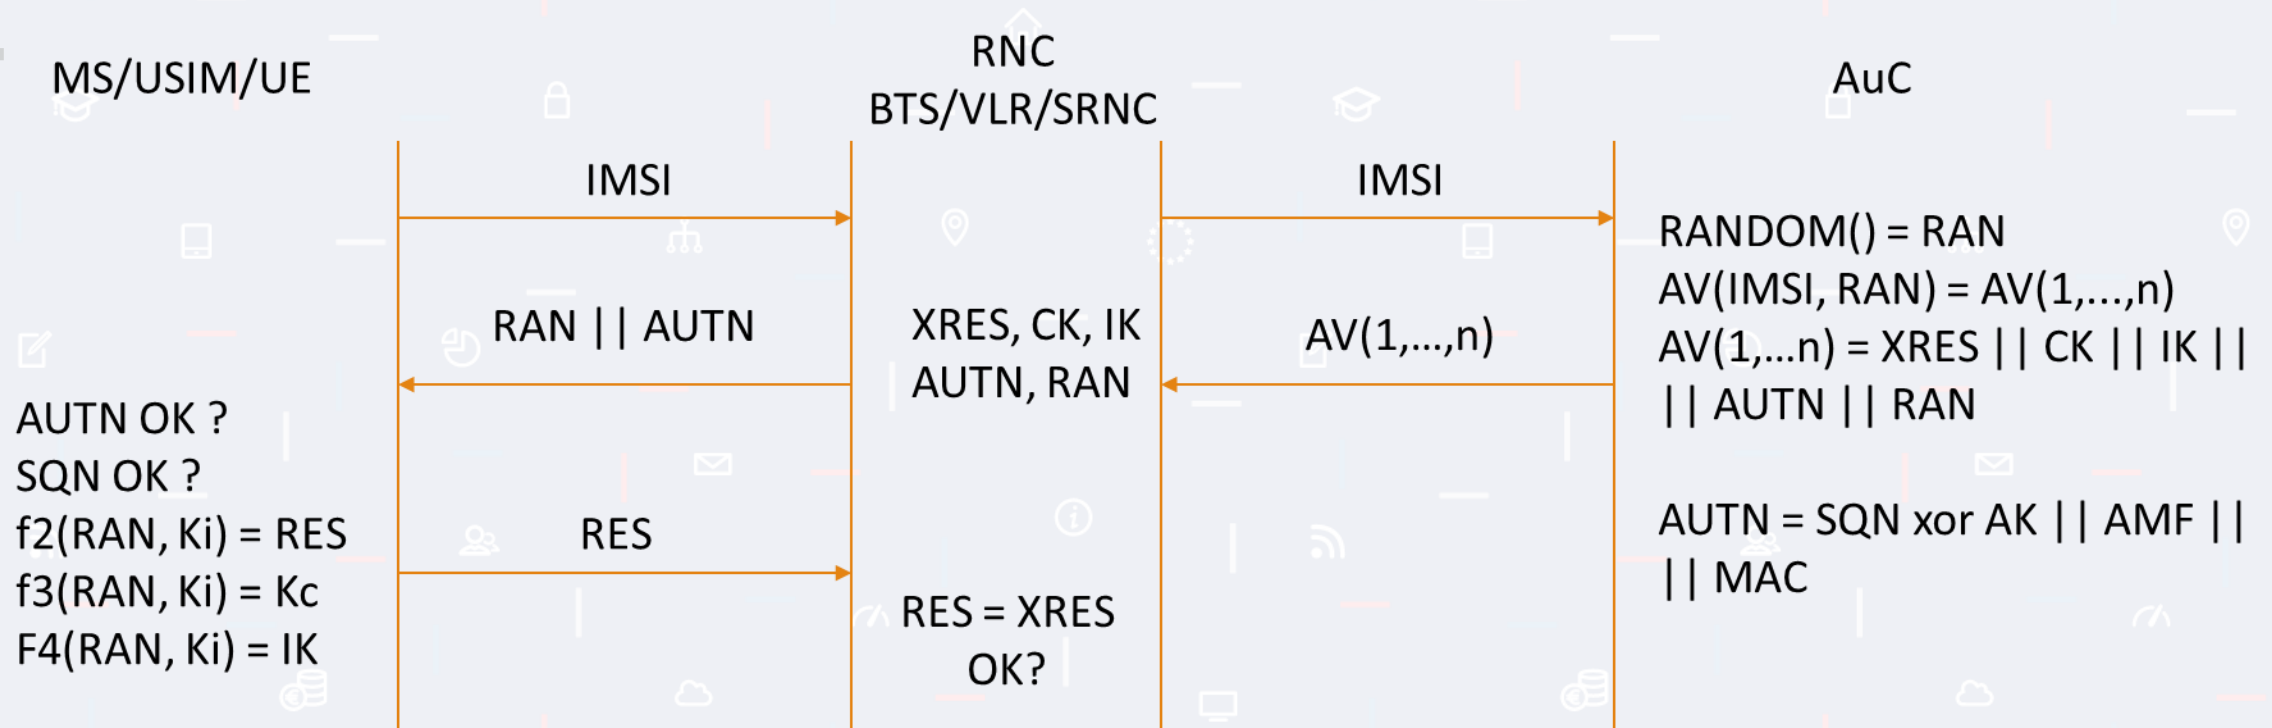 MS/USIM/UE
RNC
BTS/VLR/SRNC
AuC
IMSI
IMSI
RANDOM() = RAN
AV(IMSI, RAN) = AV(1,...,n)
AV(1,...n) = XRES || CK || IK ||
|| AUTN || RAN
RAN || AUTN
XRES, CK, IK
AUTN, RAN
AV(1,...,n)
AUTN OK ?
SQN OK ?
f2(RAN, Ki) = RES
f3(RAN, Ki) = Kc
F4(RAN, Ki) = IK
RES
RES = XRES
OK?
AUTN = SQN xor AK || AMF ||
|| MAC